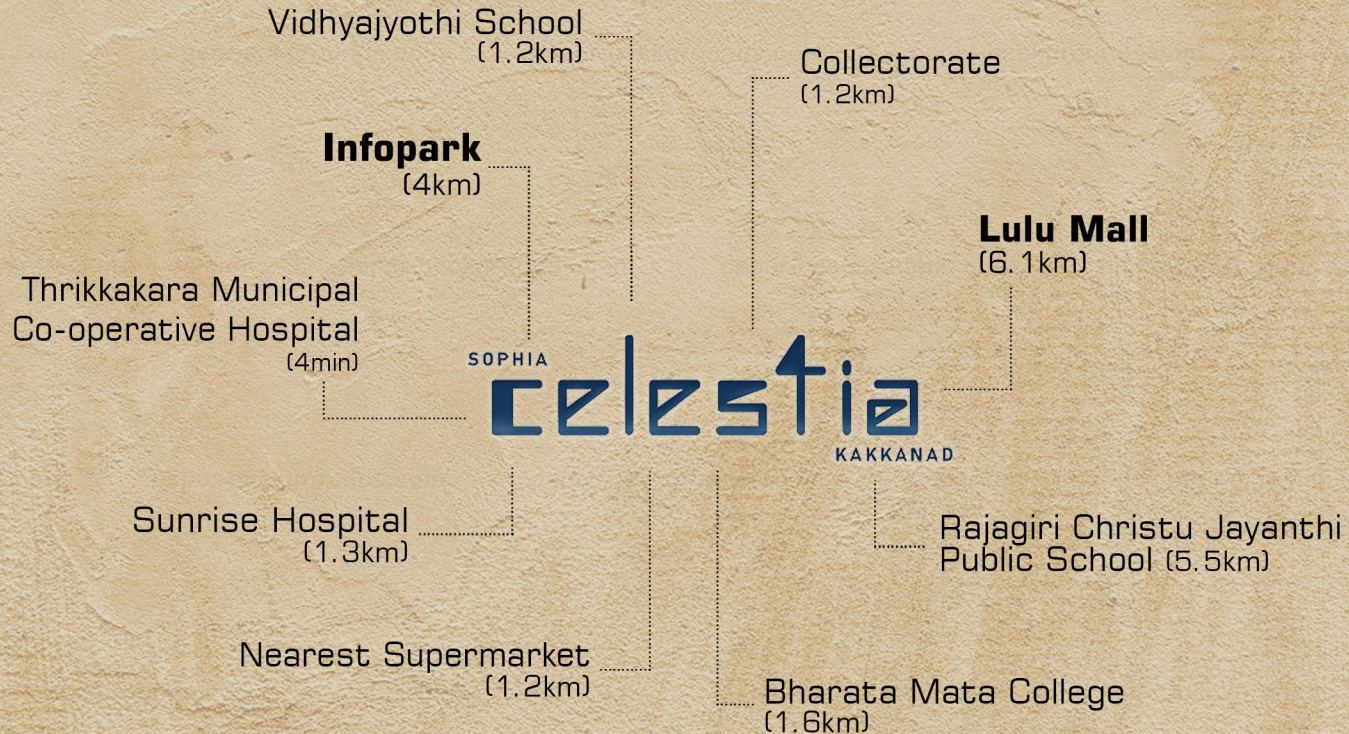 Vidhyajyothi School
(1.2km)
Collectorate
(1.2km)
Infopark
(4km)
Lulu Mall
(6.1km)
Thrikkakara Municipal
Co-operative Hospital
(4min)
SOPHIA
celestia
KAKKANAD
Sunrise Hospital
(1.3km)
Rajagiri Christu Jayanthi
Public School (5.5km)
Nearest Supermarket
(1.2km)
Bharata Mata College
(1.6km)